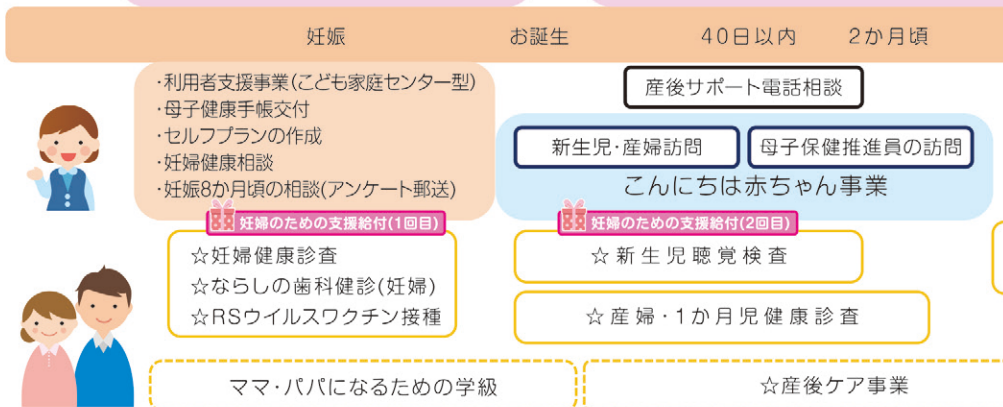 妊娠
お誕生
40日以内
2か月頃
・利用者支援事業(こども家庭センター型)
・母子健康手帳交付
・セルフプランの作成
・妊婦健康相談
・妊娠8か月頃の相談(アンケート郵送)
産後サポート電話相談
新生児・産婦訪問
母子保健推進員の訪問
こんにちは赤ちゃん事業
妊婦のための支援給付(1回目)
☆妊婦健康診査
☆ならしの歯科健診(妊婦)
☆RSウイルスワクチン接種
妊婦のための支援給付(2回目)
☆新生児聴覚検査
☆産婦・1か月児健康診査
ママ・パパになるための学級
☆産後ケア事業